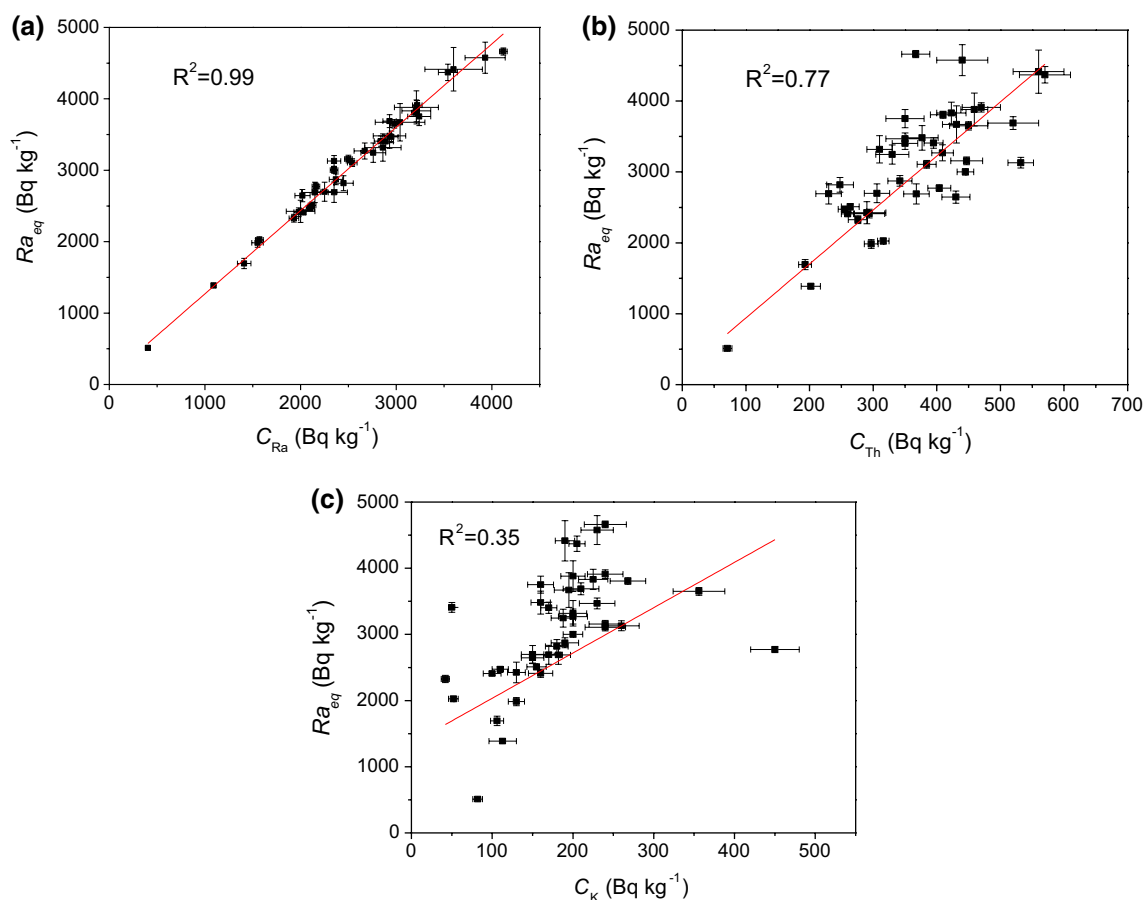 (a)
R²=0.99
Ra_eq (Bq kg⁻¹)
5000
4000
3000
2000
1000
0
0 1000 2000 3000 4000
C_Ra (Bq kg⁻¹)
(b)
R²=0.77
Ra_eq (Bq kg⁻¹)
5000
4000
3000
2000
1000
0
0 100 200 300 400 500 600 700
C_Th (Bq kg⁻¹)
(c)
R²=0.35
Ra_eq (Bq kg⁻¹)
5000
4000
3000
2000
1000
0
100 200 300 400 500
C_K (Bq kg⁻¹)